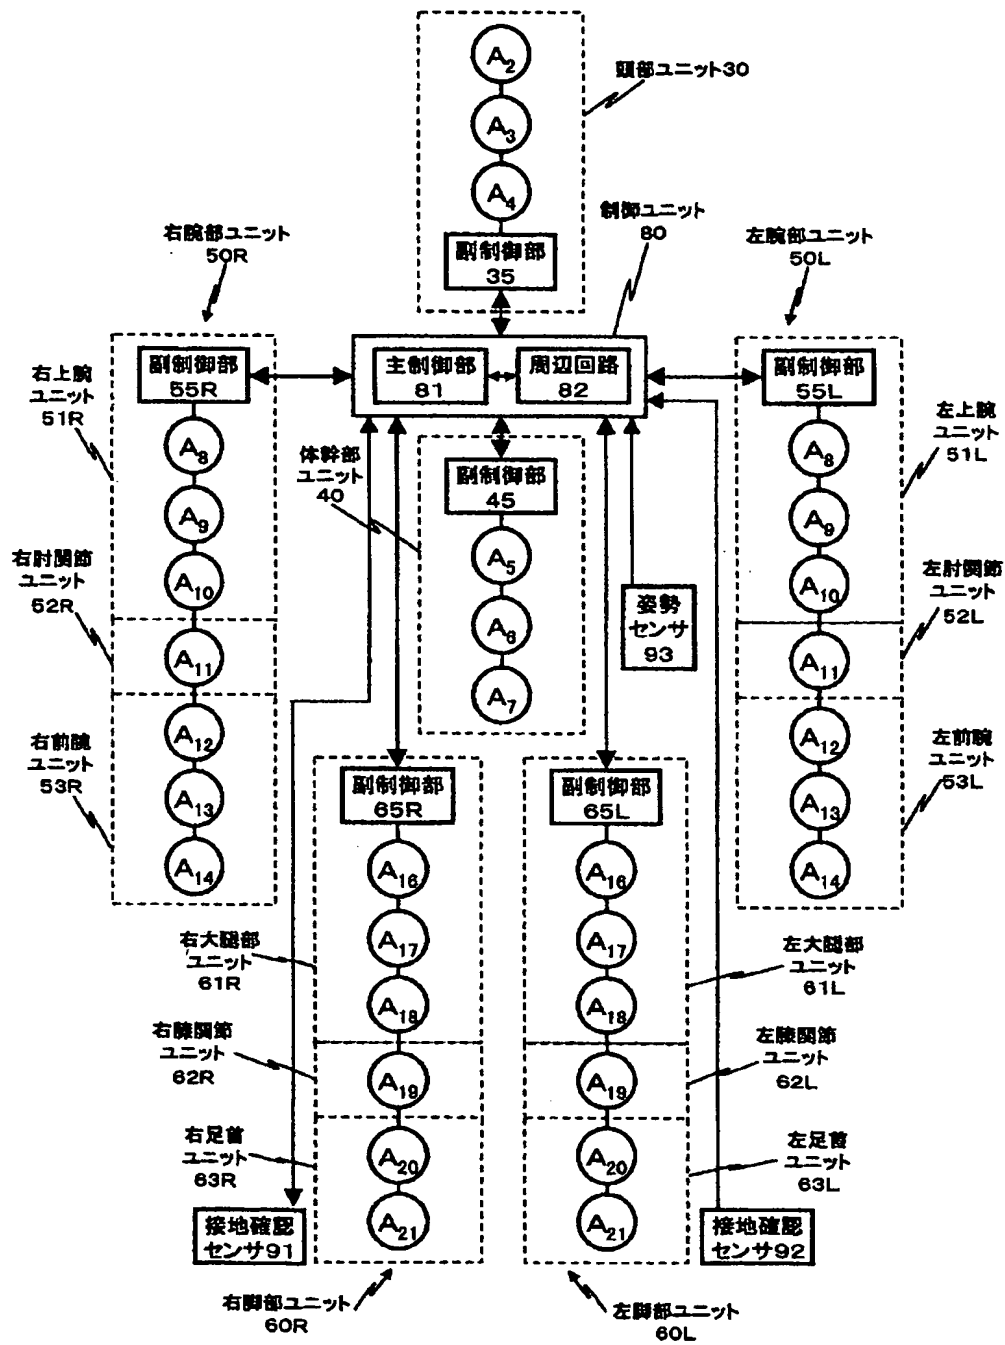 A2
A3
A4
副制御部
35
頭部ユニット30
制御ユニット
80
右腕部ユニット
50R
左腕部ユニット
50L
主制御部
81
周辺回路
82
副制御部
55R
副制御部
55L
右上腕
ユニット
51R
左上腕
ユニット
51L
A8
A9
A10
A8
A9
A10
体幹部
ユニット
40
副制御部
45
A5
A6
A7
姿勢
センサ
93
右肘関節
ユニット
52R
左肘関節
ユニット
52L
A11
A11
右前腕
ユニット
53R
左前腕
ユニット
53L
A12
A13
A14
A12
A13
A14
副制御部
65R
副制御部
65L
A16
A17
A18
A16
A17
A18
右大腿部
ユニット
61R
左大腿部
ユニット
61L
右膝関節
ユニット
62R
左膝関節
ユニット
62L
A19
A19
右足首
ユニット
63R
左足首
ユニット
63L
A20
A21
A20
A21
接地確認
センサ91
接地確認
センサ92
右脚部ユニット
60R
左脚部ユニット
60L